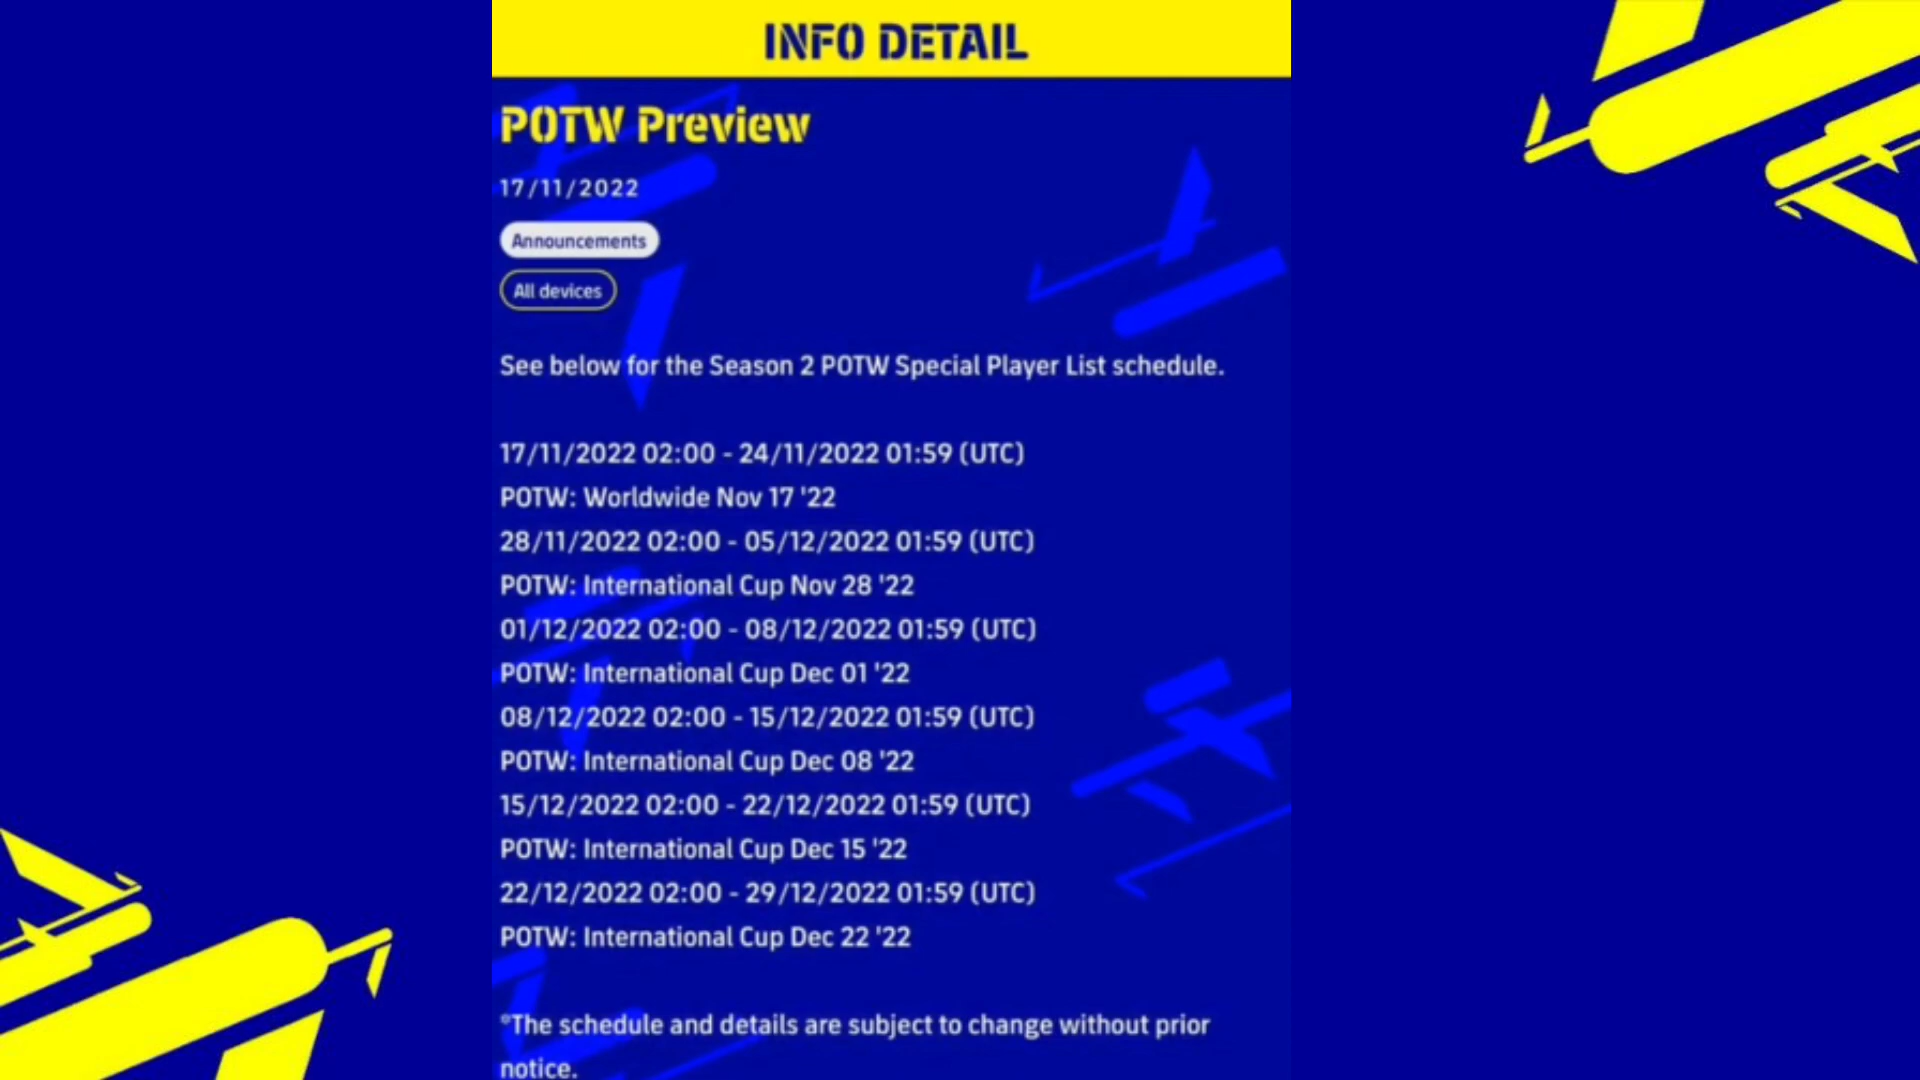 INFO DETAIL
POTW Preview
17/11/2022
Announcements
All devices
See below for the Season 2 POTW Special Player List schedule.
17/11/2022 02:00 - 24/11/2022 01:59 (UTC)
POTW: Worldwide Nov 17 '22
28/11/2022 02:00 - 05/12/2022 01:59 (UTC)
POTW: International Cup Nov 28 '22
01/12/2022 02:00 - 08/12/2022 01:59 (UTC)
POTW: International Cup Dec 01 '22
08/12/2022 02:00 - 15/12/2022 01:59 (UTC)
POTW: International Cup Dec 08 '22
15/12/2022 02:00 - 22/12/2022 01:59 (UTC)
POTW: International Cup Dec 15 '22
22/12/2022 02:00 - 29/12/2022 01:59 (UTC)
POTW: International Cup Dec 22 '22
*The schedule and details are subject to change without prior
notice.